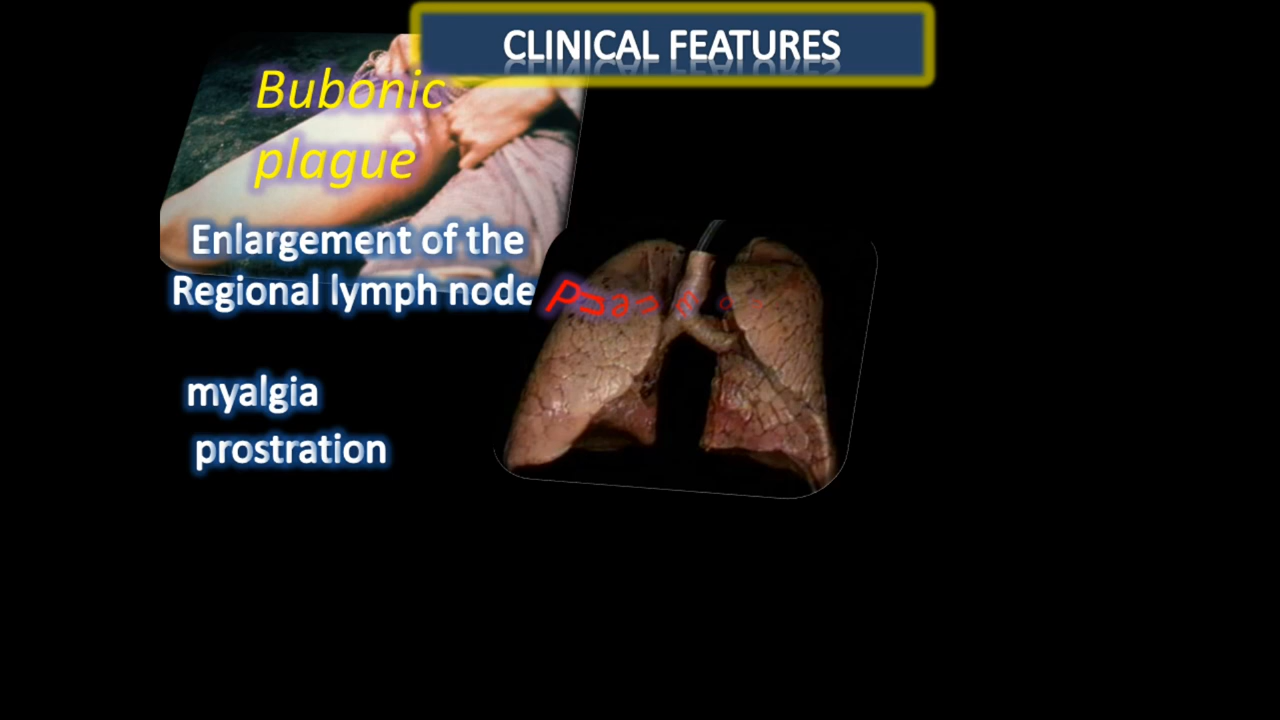 CLINICAL FEATURES
Bubonic
plague
Enlargement of the
Regional lymph node
myalgia
prostration